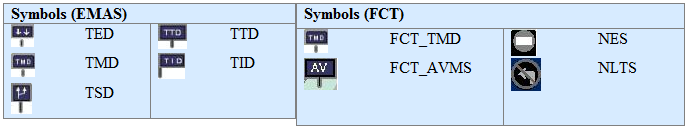 Symbols (EMAS) Symbols (FCT)
TED TTD TTD FCT_TMD TMD NES
TMD TMD TID TID FCT_AVMS AV NLTS
TSD